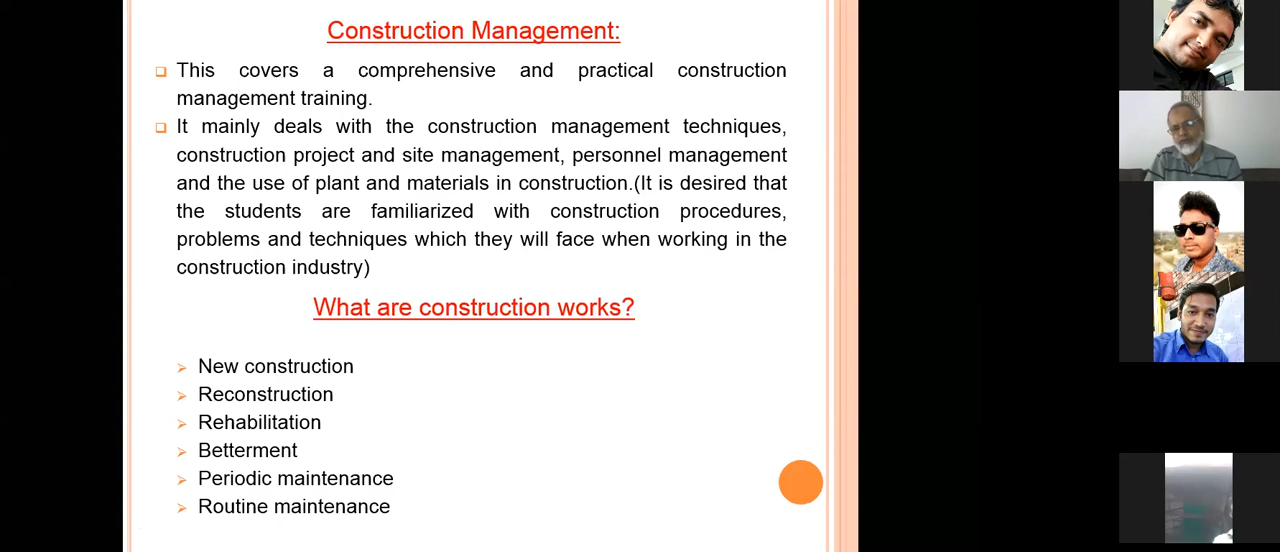 Construction Management:
This covers a comprehensive and practical construction
management training.
It mainly deals with the construction management techniques,
construction project and site management, personnel management
and the use of plant and materials in construction.(It is desired that
the students are familiarized with construction procedures,
problems and techniques which they will face when working in the
construction industry)
What are construction works?
New construction
Reconstruction
Rehabilitation
Betterment
Periodic maintenance
Routine maintenance